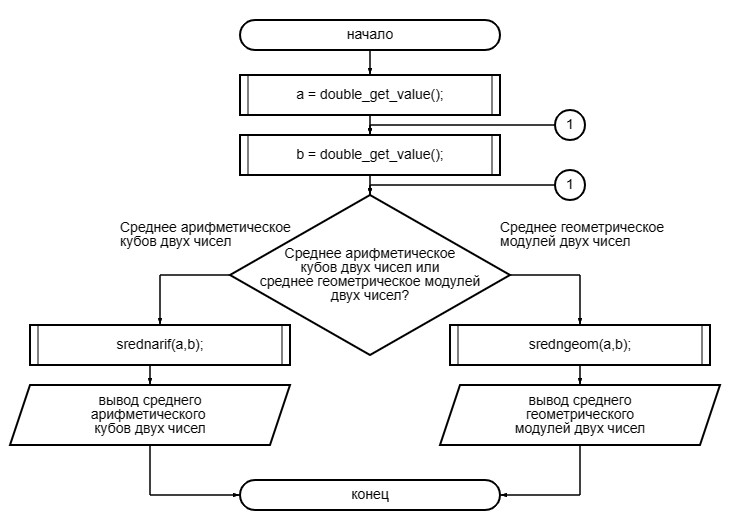 начало
a = double_get_value();
1
b = double_get_value();
1
Среднее арифметическое
кубов двух чисел
Среднее геометрическое
модулей двух чисел
Среднее арифметическое
кубов двух чисел или
среднее геометрическое модулей
двух чисел?
srednarif(a,b);
sredngeom(a,b);
вывод среднего
арифметического
кубов двух чисел
вывод среднего
геометрического
модулей двух чисел
конец